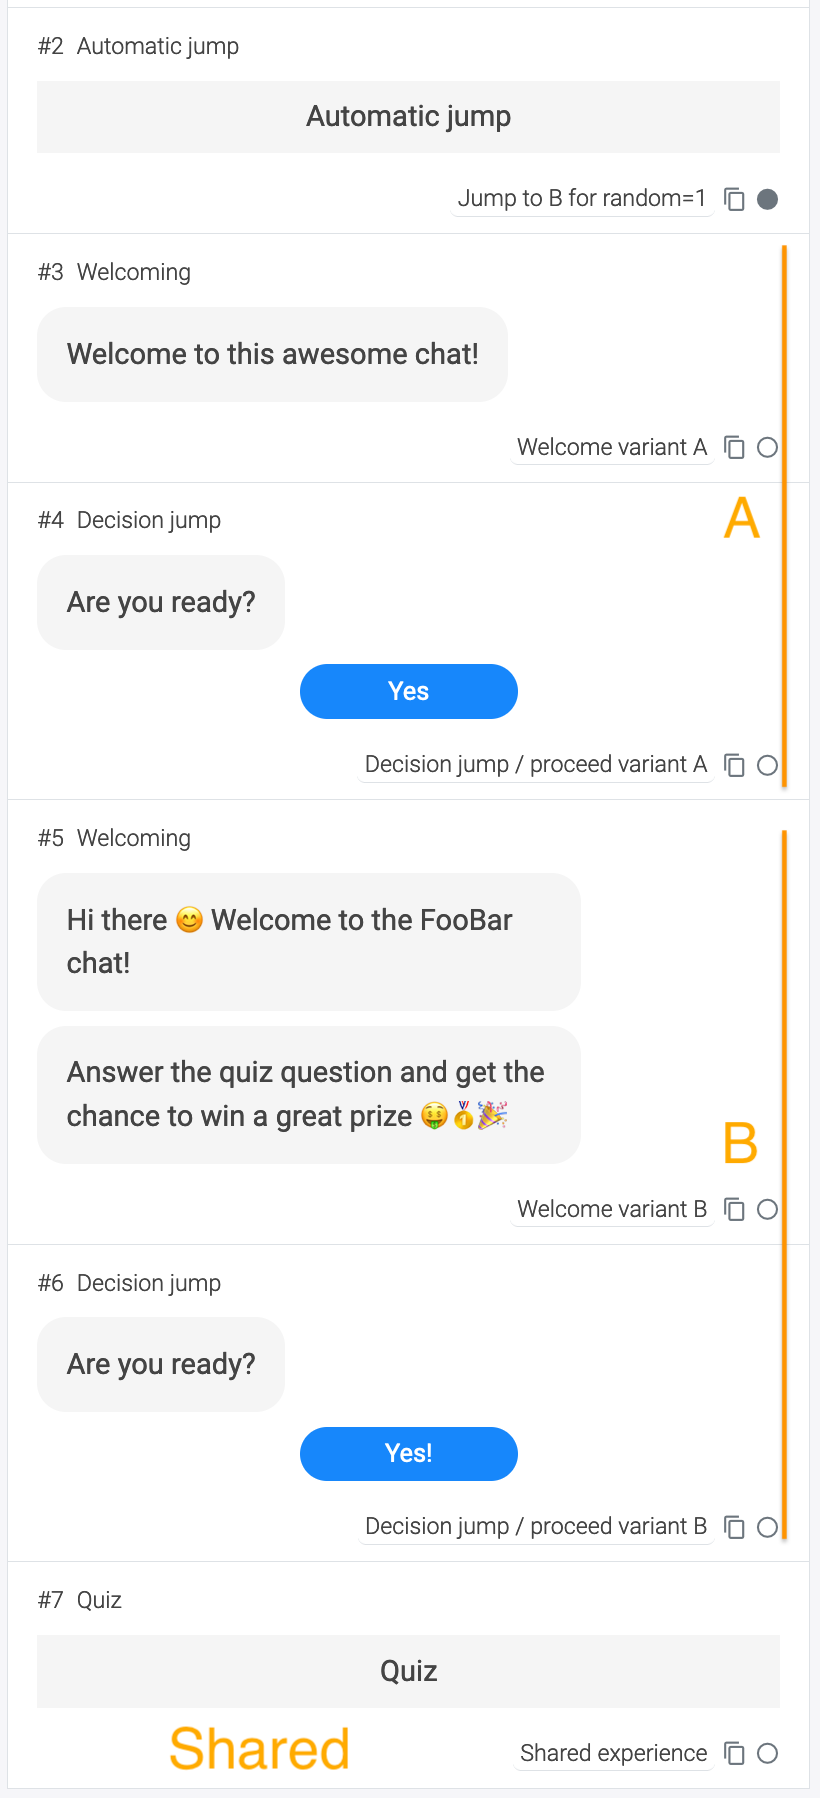 #2 Automatic jump
Automatic jump
Jump to B for random=1
#3 Welcoming
Welcome to this awesome chat!
Welcome variant A
#4 Decision jump
A
Are you ready?
Yes
Decision jump / proceed variant A
#5 Welcoming
Hi there 😊 Welcome to the FooBar
chat!
Answer the quiz question and get the
chance to win a great prize 🤑🥇🎉
B
Welcome variant B
#6 Decision jump
Are you ready?
Yes!
Decision jump / proceed variant B
#7 Quiz
Quiz
Shared
Shared experience